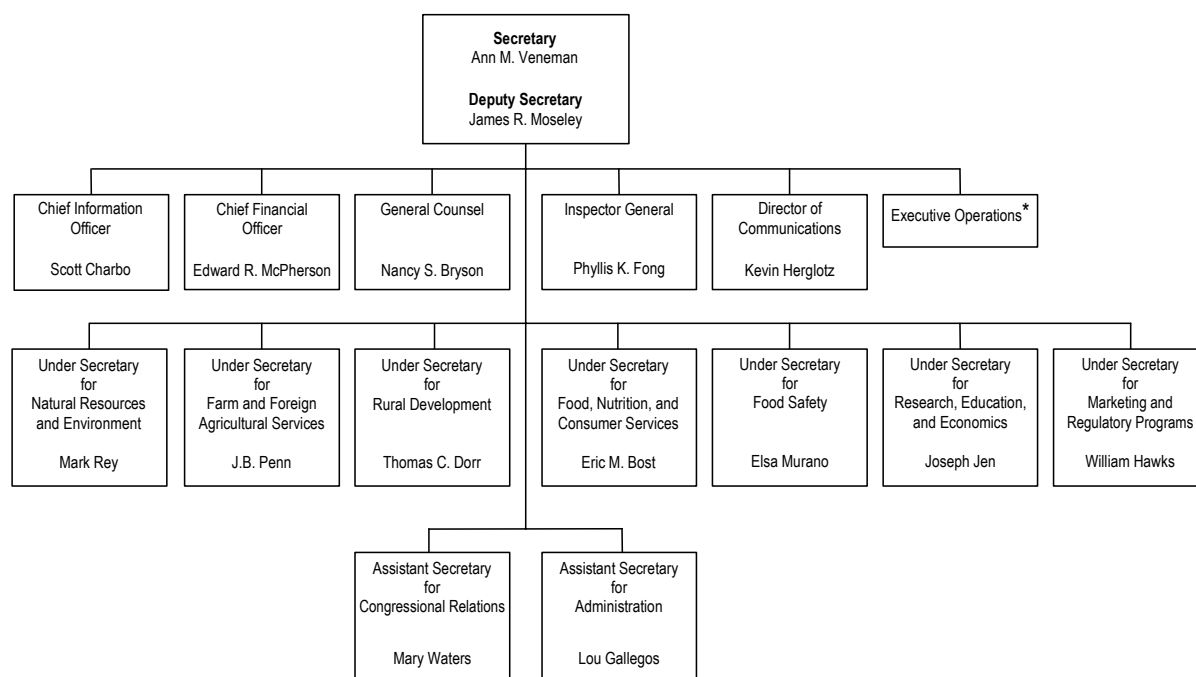 Secretary
Ann M. Veneman
Deputy Secretary
James R. Moseley
Chief Information
Officer
Scott Charbo
Chief Financial
Officer
Edward R. McPherson
General Counsel
Nancy S. Bryson
Inspector General
Phyllis K. Fong
Director of
Communications
Kevin Herglotz
Executive Operations*
Under Secretary
for
Natural Resources
and Environment
Mark Rey
Under Secretary
for
Farm and Foreign
Agricultural Services
J.B. Penn
Under Secretary
for
Rural Development
Thomas C. Dorr
Under Secretary
for
Food, Nutrition, and
Consumer Services
Eric M. Bost
Under Secretary
for
Food Safety
Elsa Murano
Under Secretary
for
Research, Education,
and Economics
Joseph Jen
Under Secretary
for
Marketing and
Regulatory Programs
William Hawks
Assistant Secretary
for
Congressional Relations
Mary Waters
Assistant Secretary
for
Administration
Lou Gallegos